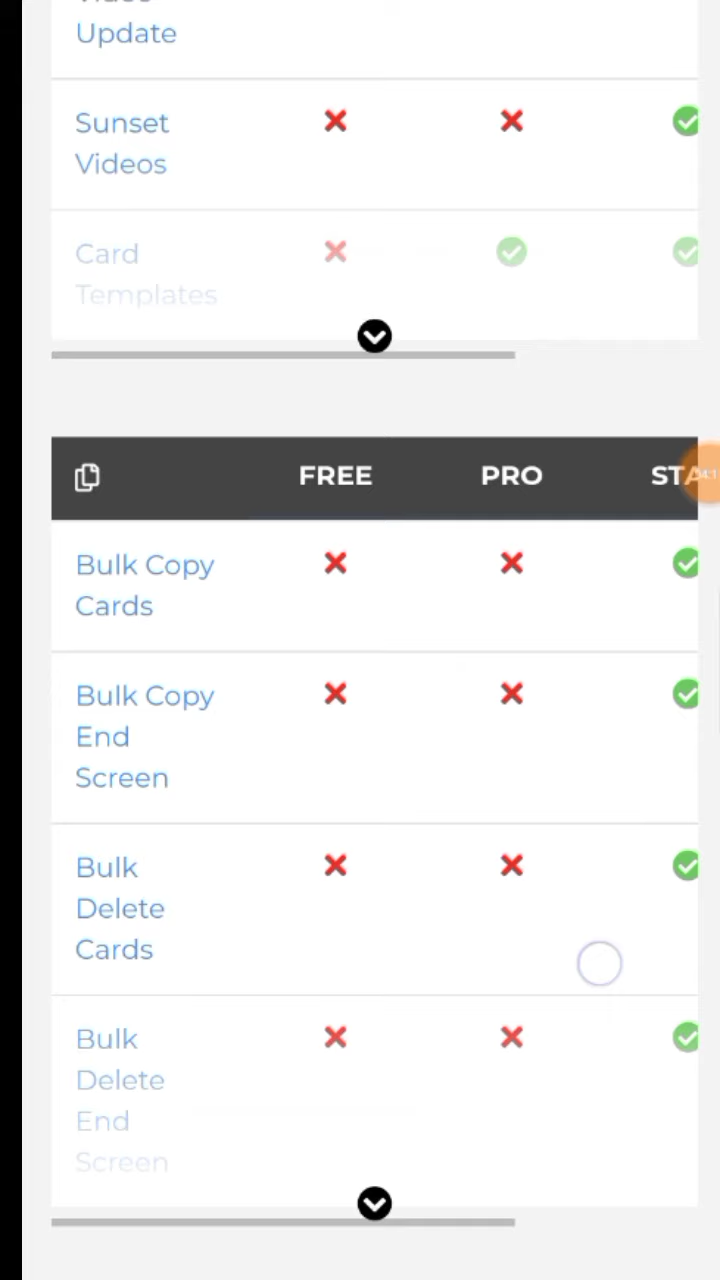 Update
Sunset
Videos
Card
Templates
FREE PRO STA
Bulk Copy
Cards
Bulk Copy
End
Screen
Bulk
Delete
Cards
Bulk
Delete
End
Screen